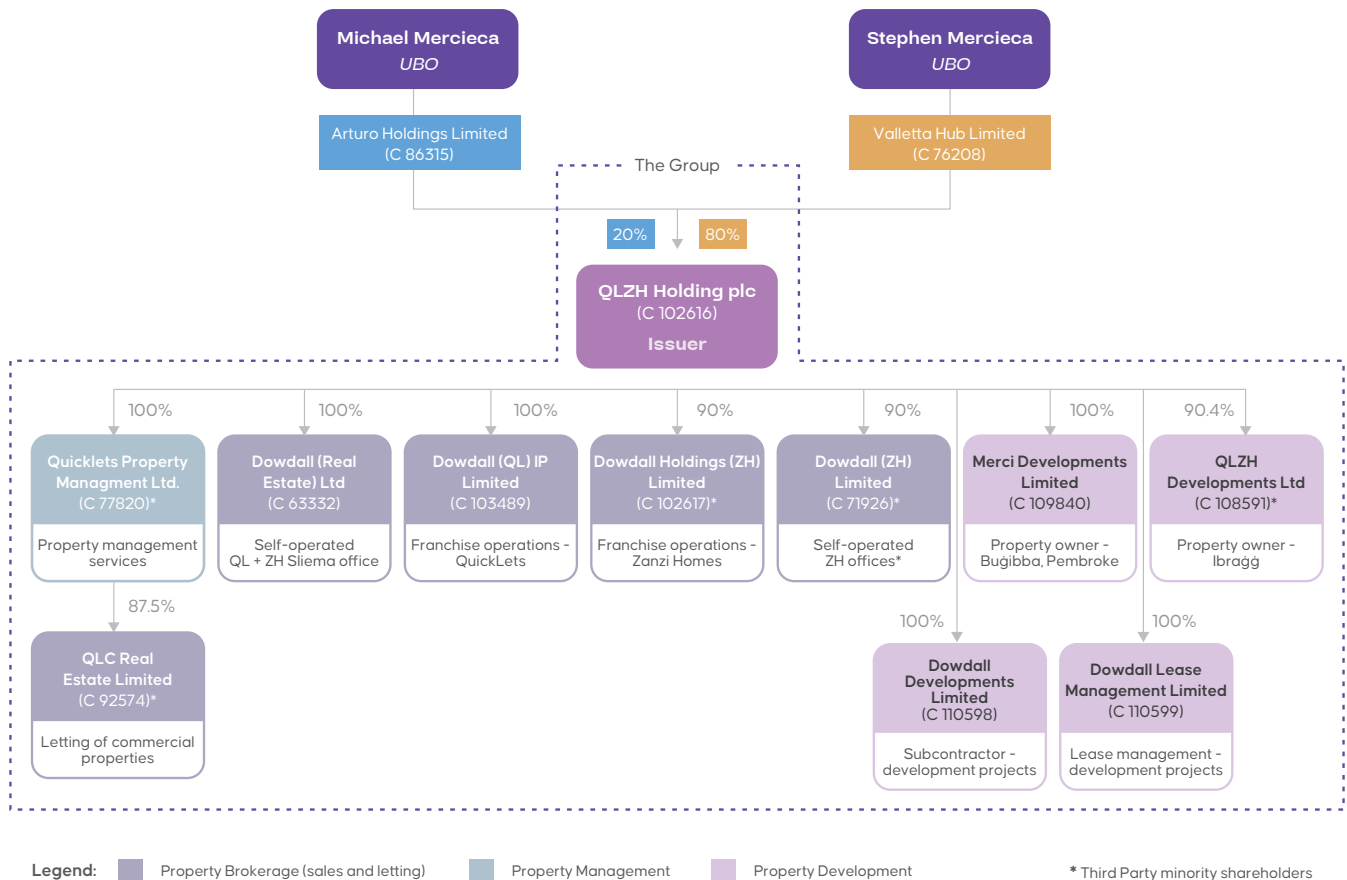 Michael Mercieca
UBO
Stephen Mercieca
UBO
Arturo Holdings Limited
(C 86315)
Valletta Hub Limited
(C 76208)
The Group
20%
80%
QLZH Holding plc
(C 102616)
Issuer
100%
100%
100%
90%
90%
100%
90.4%
Quicklets Property
Managment Ltd.
(C 77820)*
Property management
services
Dowdall (Real
Estate) Ltd
(C 63332)
Self-operated
QL + ZH Sliema office
Dowdall (QL) IP
Limited
(C 103489)
Franchise operations -
QuickLets
Dowdall Holdings (ZH)
Limited
(C 102617)*
Franchise operations -
Zanzi Homes
Dowdall (ZH)
Limited
(C 71926)*
Self-operated
ZH offices*
Merci Developments
Limited
(C 109840)
Property owner -
Buġibba, Pembroke
QLZH
Developments Ltd
(C 108591)*
Property owner -
Ibraġġ
87.5%
100%
100%
QLC Real
Estate Limited
(C 92574)*
Letting of commercial
properties
Dowdall
Developments
Limited
(C 110598)
Subcontractor -
development projects
Dowdall Lease
Management Limited
(C 110599)
Lease management -
development projects
Legend:
Property Brokerage (sales and letting)
Property Management
Property Development
* Third Party minority shareholders